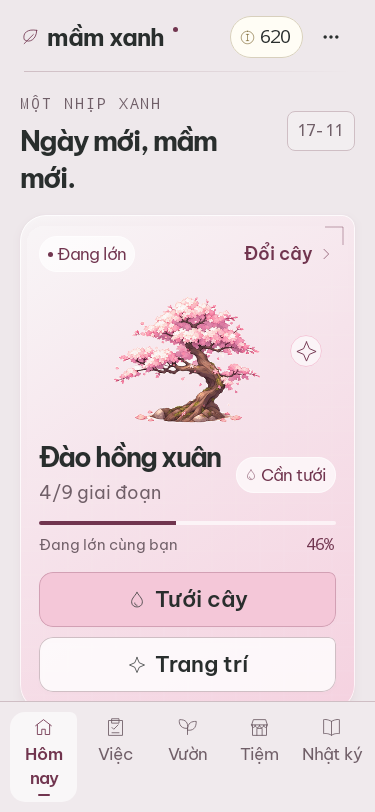 mầm xanh
620
MỘT NHỊP XANH
Ngày mới, mầm
mới.
17-11
Đang lớn
Đổi cây
Đào hồng xuân
4/9 giai đoạn
Cần tưới
Đang lớn cùng bạn
46%
Tưới cây
Trang trí
Hôm
nay
Việc
Vườn
Tiệm
Nhật ký